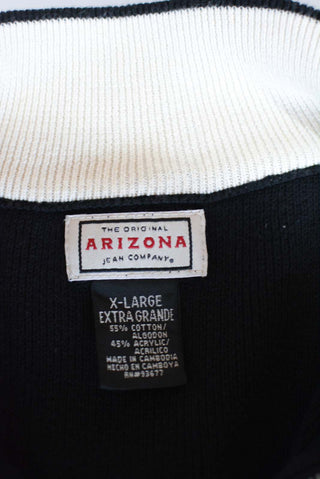 THE ORIGINAL
ARIZONA
JEAN COMPANY®
X-LARGE
EXTRA GRANDE
55% COTTON/
ALGODON
45% ACRYLIC/
ACRILICO
MADE IN CAMBODIA
HECHO EN CAMBOYA
RN#93677